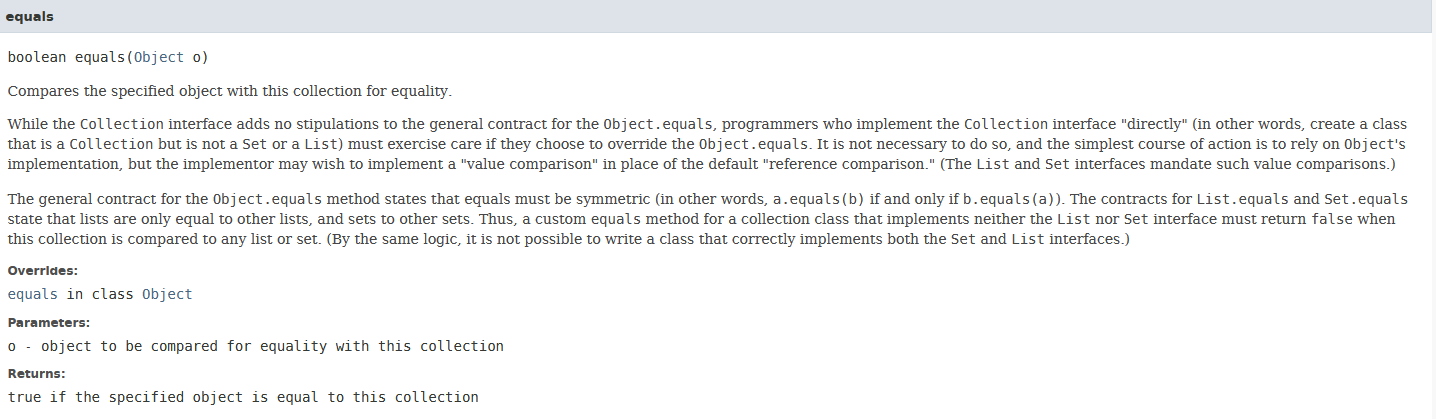 equals
boolean equals(Object o)
Compares the specified object with this collection for equality.
While the Collection interface adds no stipulations to the general contract for the Object.equals, programmers who implement the Collection interface "directly" (in other words, create a class
that is a Collection but is not a Set or a List) must exercise care if they choose to override the Object.equals. It is not necessary to do so, and the simplest course of action is to rely on Object's
implementation, but the implementor may wish to implement a "value comparison" in place of the default "reference comparison." (The List and Set interfaces mandate such value comparisons.)
The general contract for the Object.equals method states that equals must be symmetric (in other words, a.equals(b) if and only if b.equals(a)). The contracts for List.equals and Set.equals
state that lists are only equal to other lists, and sets to other sets. Thus, a custom equals method for a collection class that implements neither the List nor Set interface must return false when
this collection is compared to any list or set. (By the same logic, it is not possible to write a class that correctly implements both the Set and List interfaces.)
Overrides:
equals in class Object
Parameters:
o - object to be compared for equality with this collection
Returns:
true if the specified object is equal to this collection